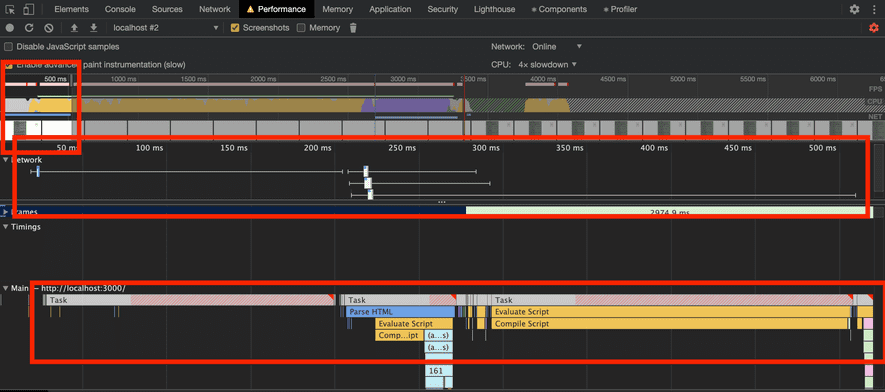 Elements Console Sources Network Performance Memory Application Security Lighthouse Components Profiler
localhost #2 Screenshots Memory
Disable JavaScript samples Network: Online
Enable advanced paint instrumentation (slow) CPU: 4× slowdown
500 ms 1000 ms 1500 ms 2000 ms 2500 ms 3000 ms 3500 ms 4000 ms 4500 ms 5000 ms 5500 ms 6000 ms
FPS
CPU
NET
50 ms 100 ms 150 ms 200 ms 250 ms 300 ms 350 ms 400 ms 450 ms 500 ms
Network
...
Frames 2974.9 ms
Timings
Main — http://localhost:3000/
Task Task Task
Parse HTML Evaluate Script
Evaluate Script Compile Script
Comp...ipt (a...s)
(a...s)
161